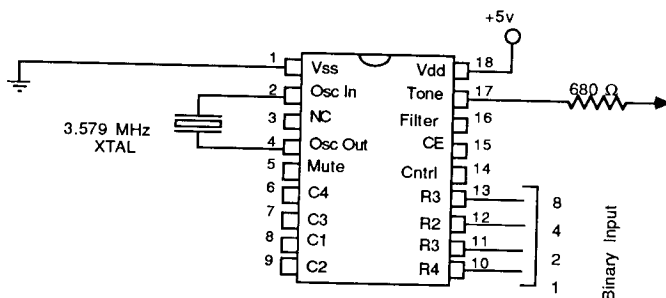 +5v
1 Vss Vdd 18
2 Osc In Tone 17 680 Ω
3 NC Filter 16
3.579 MHz
XTAL
4 Osc Out CE 15
5 Mute Cntrl 14
6 C4 R3 13 8
7 C3 R2 12 4
8 C1 R3 11 2
9 C2 R4 10 1
Binary Input